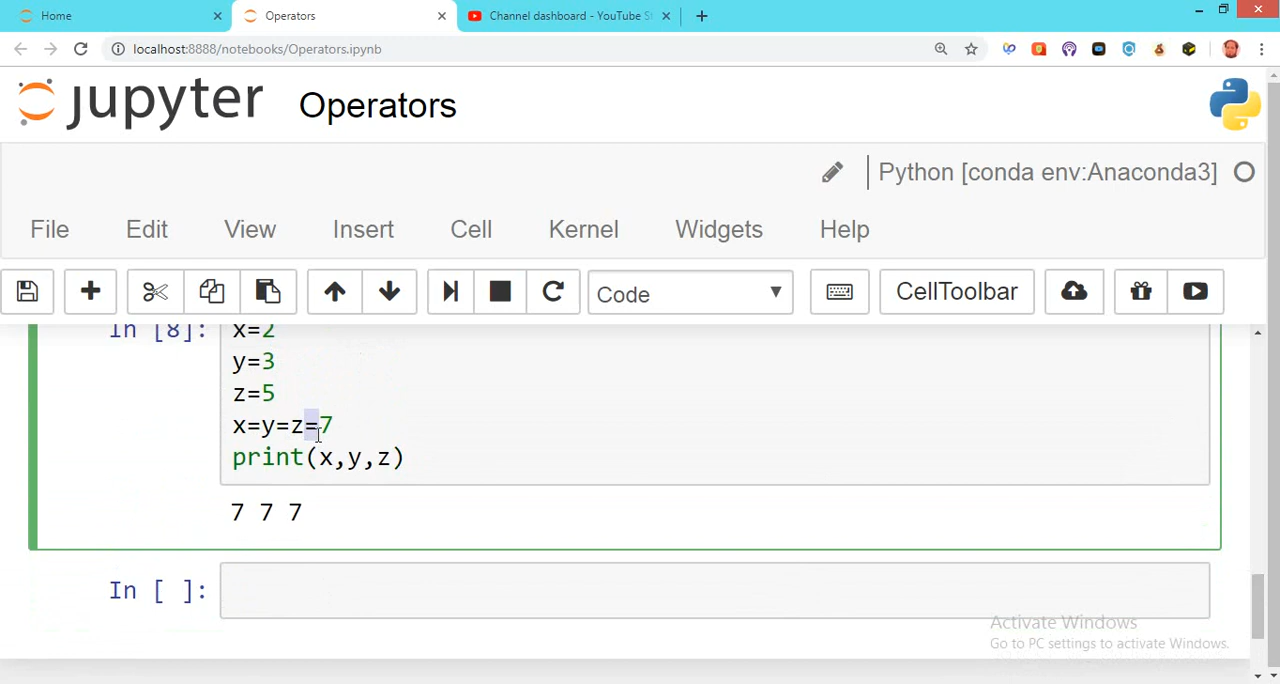 Home
Operators
Channel dashboard - YouTube St
localhost:8888/notebooks/Operators.ipynb
jupyter Operators
Python [conda env:Anaconda3]
File Edit View Insert Cell Kernel Widgets Help
Code
CellToolbar
In [8]: x=2
y=3
z=5
x=y=z=7
print(x,y,z)
7 7 7
In [ ]:
Activate Windows
Go to PC settings to activate Windows.